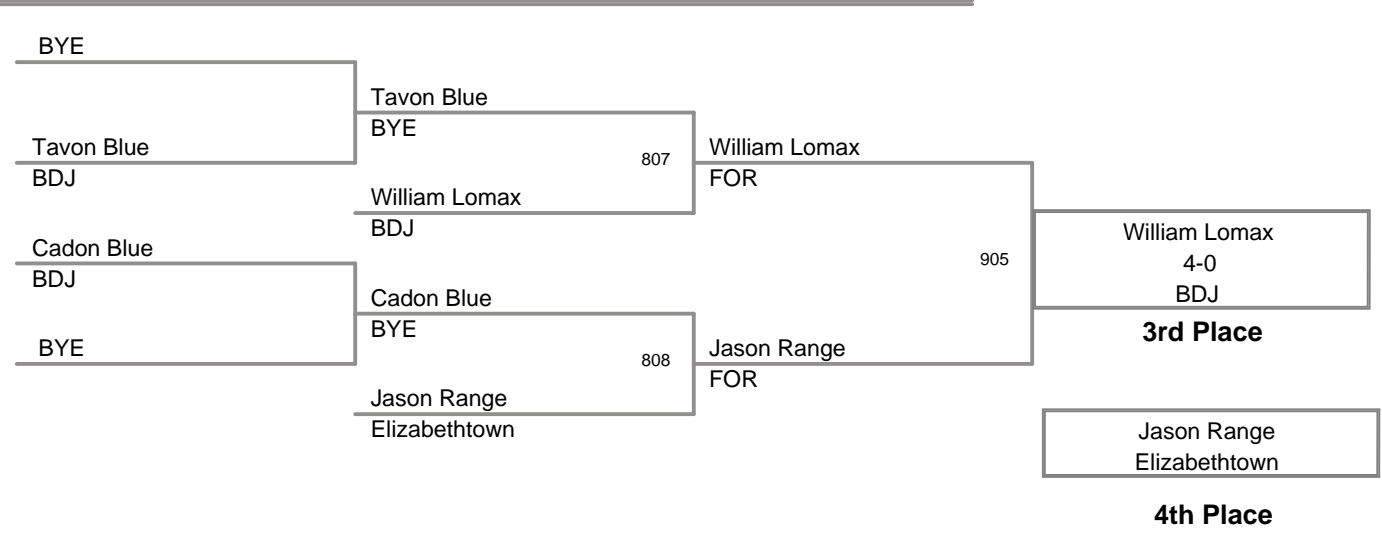 BYE
Tavon Blue
BYE
Tavon Blue
BDJ
807
William Lomax
FOR
William Lomax
BDJ
Cadon Blue
BDJ
905
William Lomax
4-0
BDJ
3rd Place
Cadon Blue
BYE
BYE
808
Jason Range
FOR
Jason Range
Elizabethtown
Jason Range
Elizabethtown
4th Place